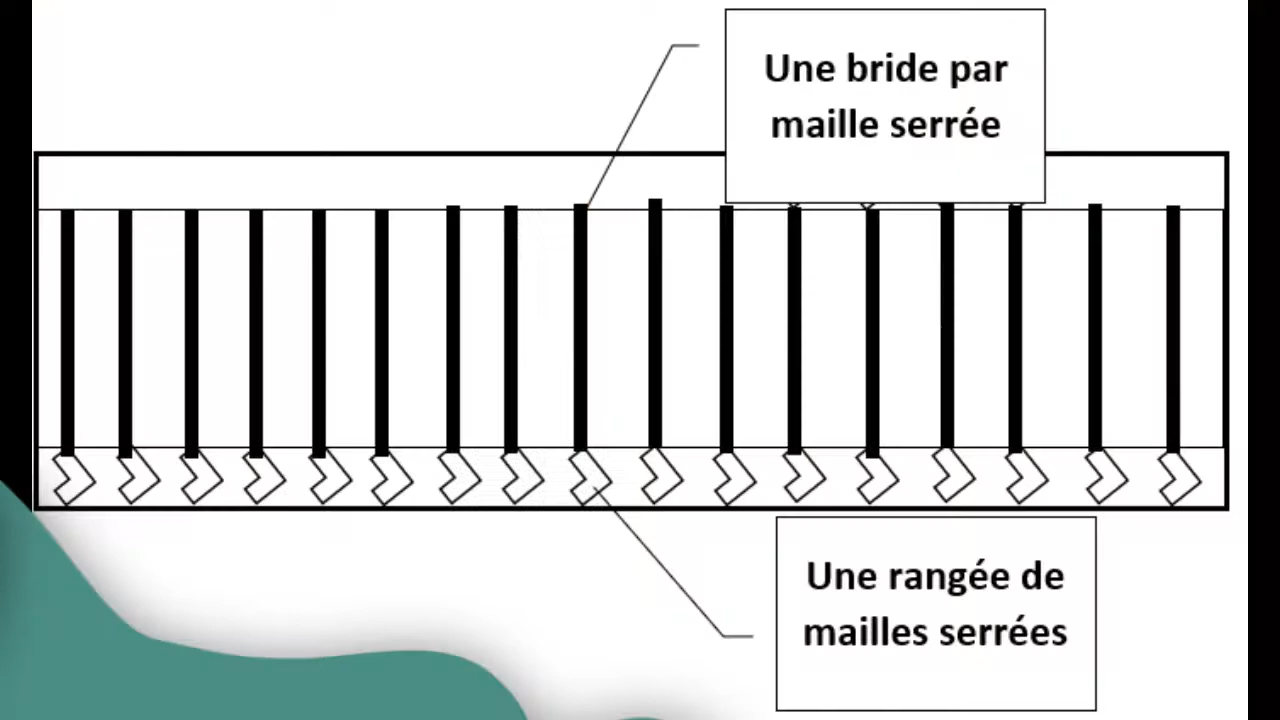 Une bride par
maille serrée
Une rangée de
mailles serrées